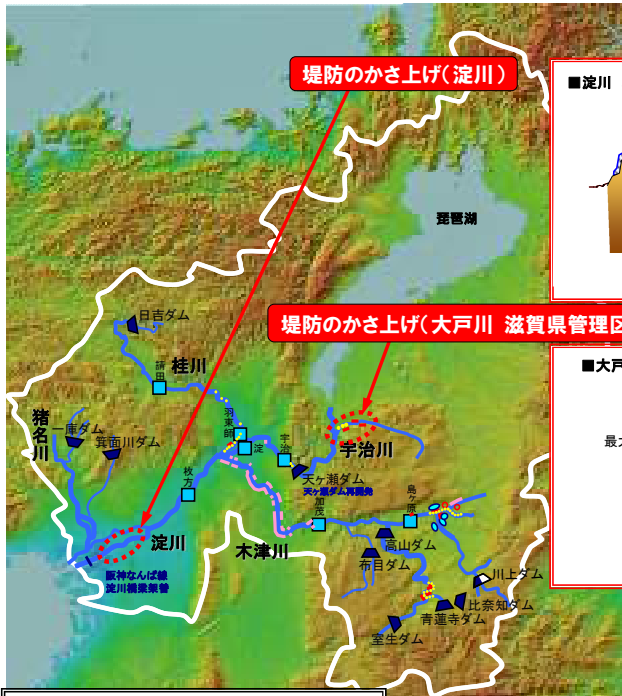 堤防のかさ上げ(淀川)
■淀川
琵琶湖
堤防のかさ上げ(大戸川 滋賀県管理区
■大戸
最大
日吉ダム
請田
桂川
猪名川
一庫ダム
箕面川ダム
羽束師
淀
宇治
宇治川
天ヶ瀬ダム
天ヶ瀬ダム再開発
枚方
淀川
加茂
島ヶ原
木津川
高山ダム
布目ダム
阪神なんば線
淀川橋梁架替
川上ダム
比奈知ダム
青蓮寺ダム
室生ダム